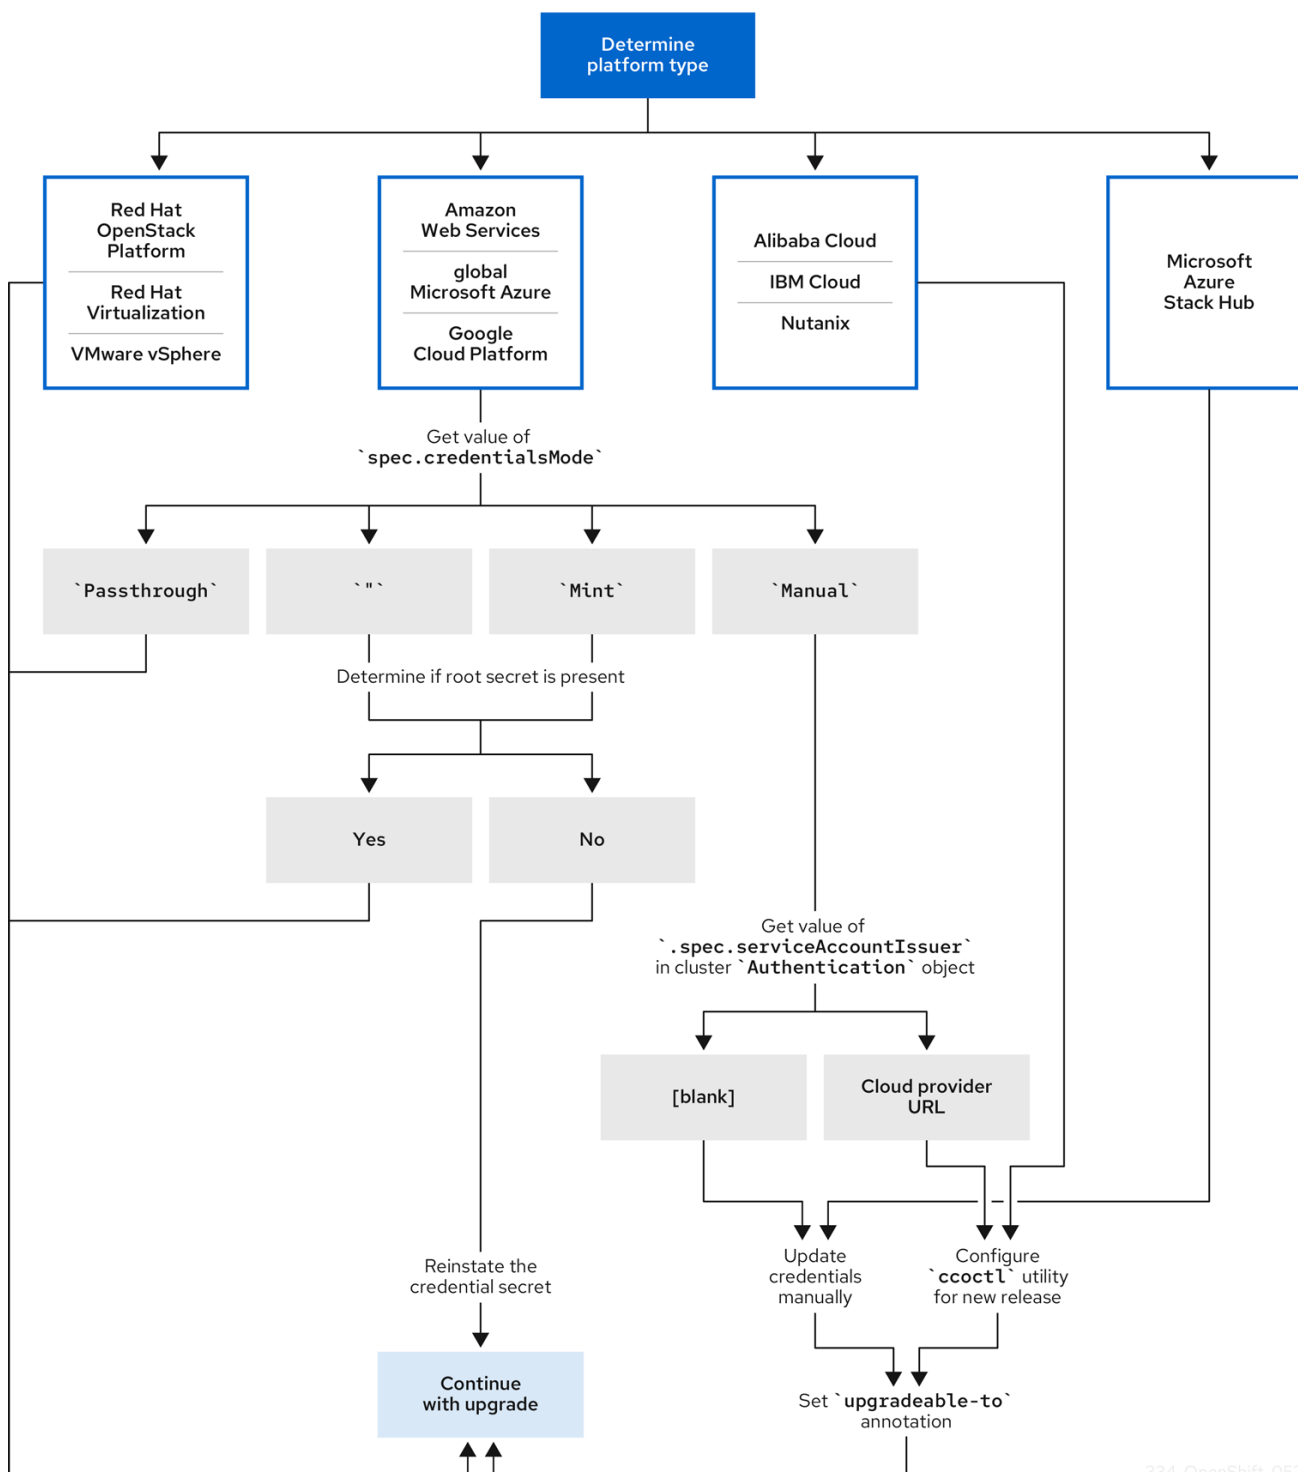 Determine
platform type
Red Hat
OpenStack
Platform
Red Hat
Virtualization
VMware vSphere
Amazon
Web Services
global
Microsoft Azure
Google
Cloud Platform
Alibaba Cloud
IBM Cloud
Nutanix
Microsoft
Azure
Stack Hub
Get value of
`spec.credentialsMode`
`Passthrough`
`"`
`Mint`
`Manual`
Determine if root secret is present
Yes
No
Get value of
`.spec.serviceAccountIssuer`
in cluster `Authentication` object
[blank]
Cloud provider
URL
Reinstate the
credential secret
Update
credentials
manually
Configure
`ccoctl` utility
for new release
Continue
with upgrade
Set `upgradeable-to`
annotation